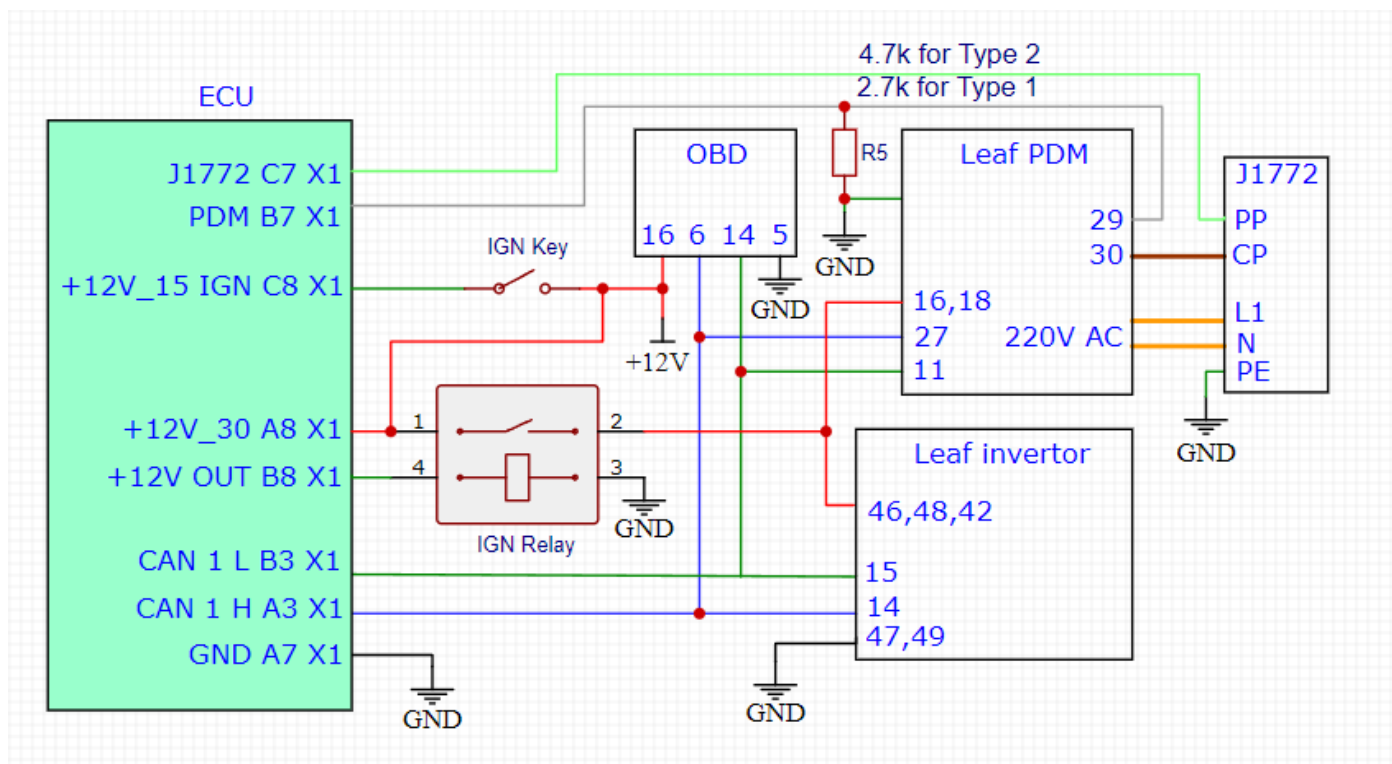 4.7k for Type 2
2.7k for Type 1
ECU
J1772 C7 X1
PDM B7 X1
+12V_15 IGN C8 X1
+12V_30 A8 X1
+12V OUT B8 X1
CAN 1 L B3 X1
CAN 1 H A3 X1
GND A7 X1
GND
IGN Key
1
2
4
3
GND
IGN Relay
OBD
16 6 14 5
GND
+12V
R5
GND
Leaf PDM
29
30
16,18
27
220V AC
11
J1772
PP
CP
L1
N
PE
GND
Leaf invertor
46,48,42
15
14
47,49
GND